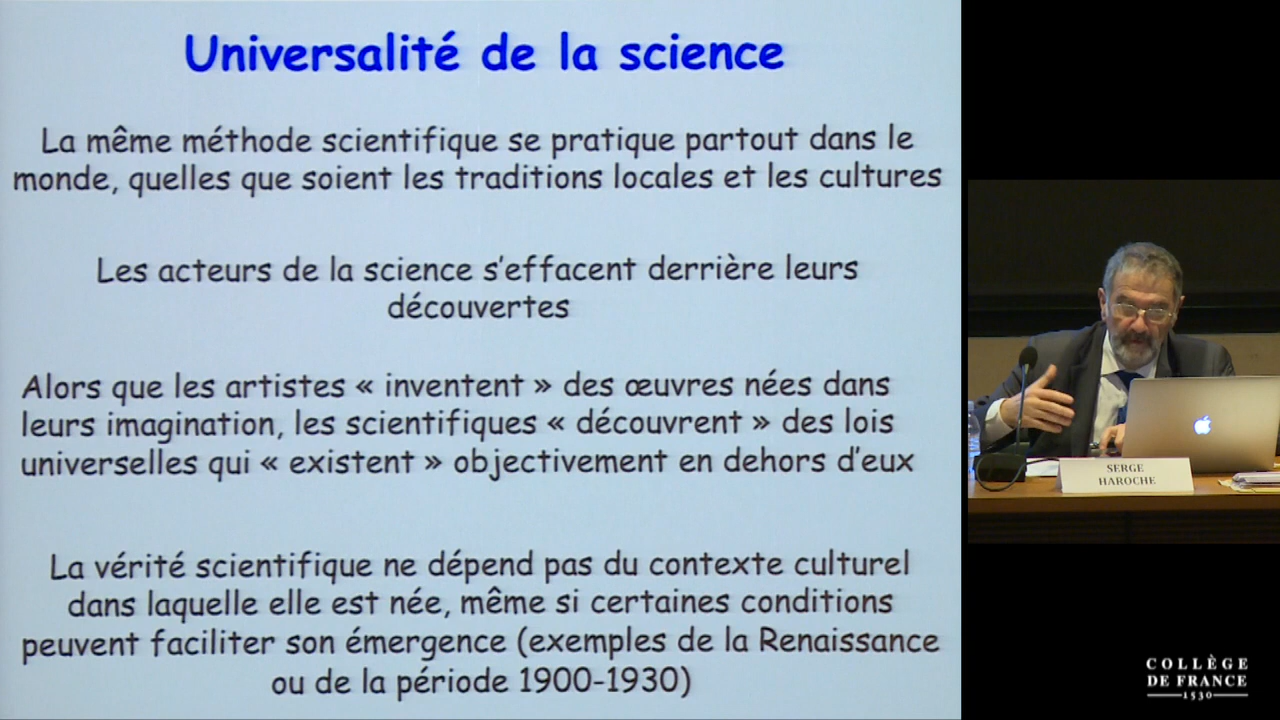 Universalité de la science
La même méthode scientifique se pratique partout dans le
monde, quelles que soient les traditions locales et les cultures
Les acteurs de la science s'effacent derrière leurs
découvertes
Alors que les artistes « inventent » des œuvres nées dans
leurs imagination, les scientifiques « découvrent » des lois
universelles qui « existent » objectivement en dehors d'eux
La vérité scientifique ne dépend pas du contexte culturel
dans laquelle elle est née, même si certaines conditions
peuvent faciliter son émergence (exemples de la Renaissance
ou de la période 1900-1930)
SERGE
HAROCHE
COLLÈGE
DE FRANCE
1530